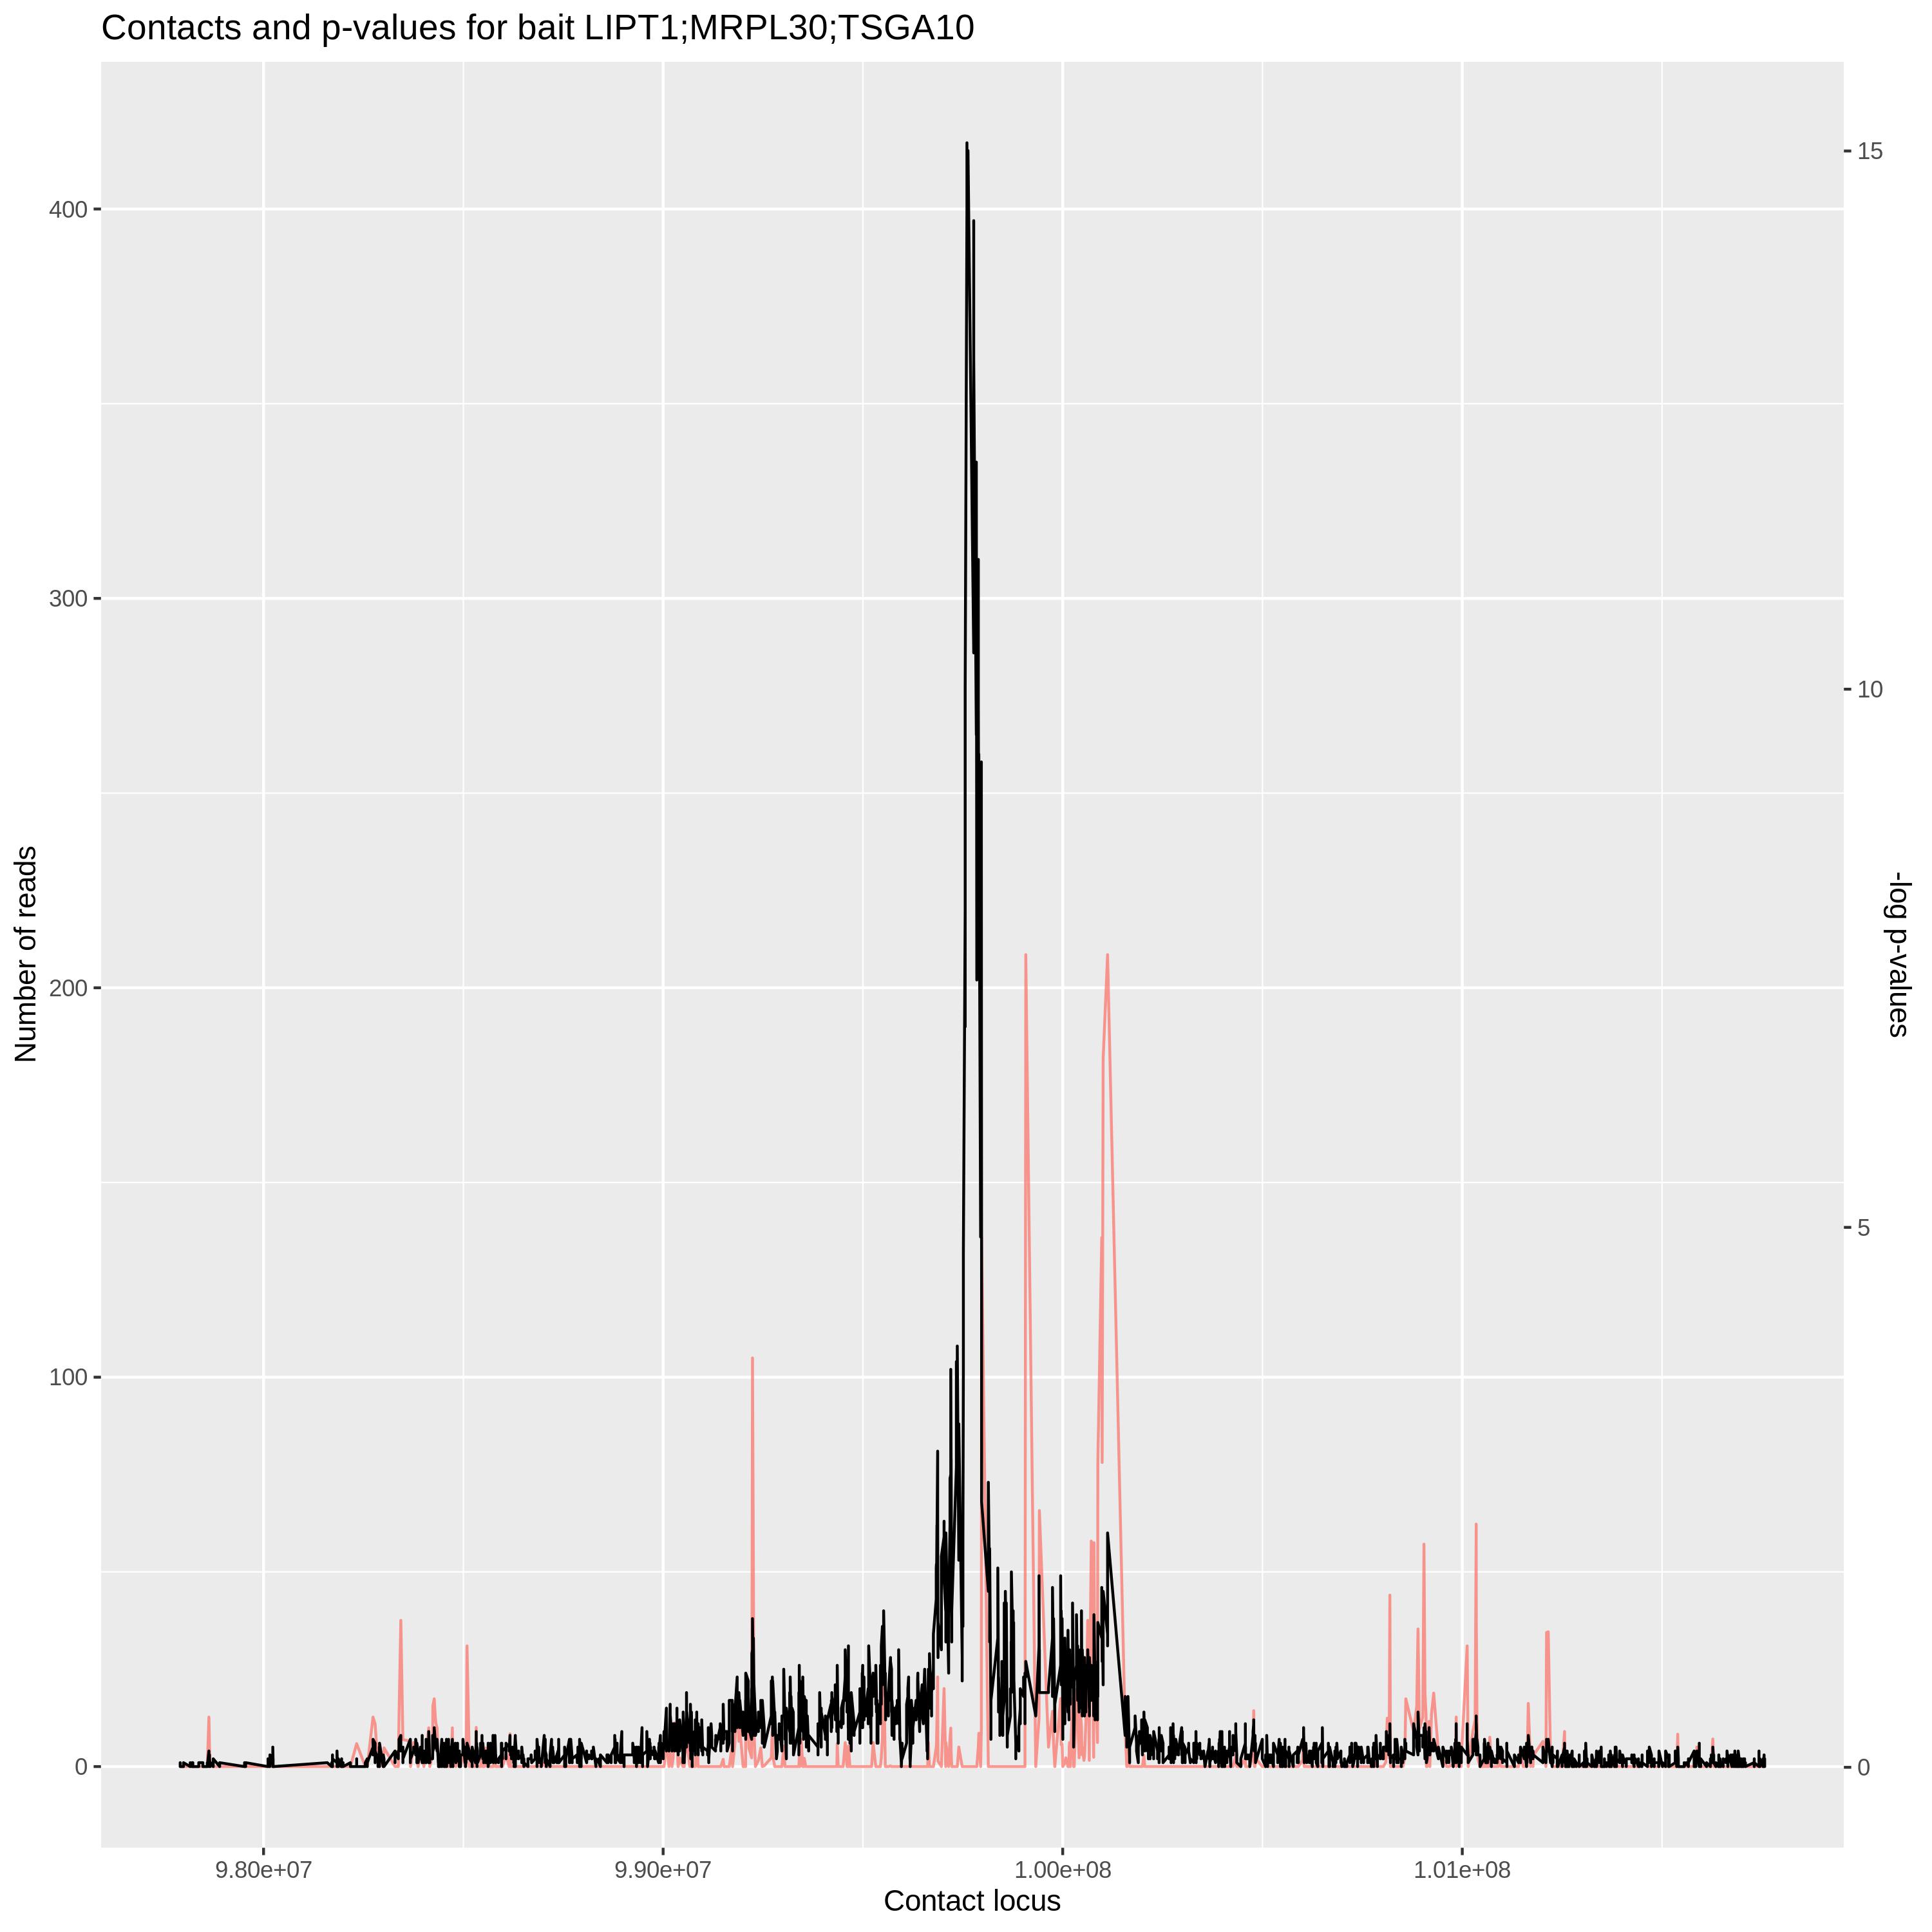 Contacts and p-values for bait LIPT1;MRPL30;TSGA10
Number of reads
400
300
200
100
0
15
10
5
0
-log p-values
9.80e+07
9.90e+07
1.00e+08
1.01e+08
Contact locus